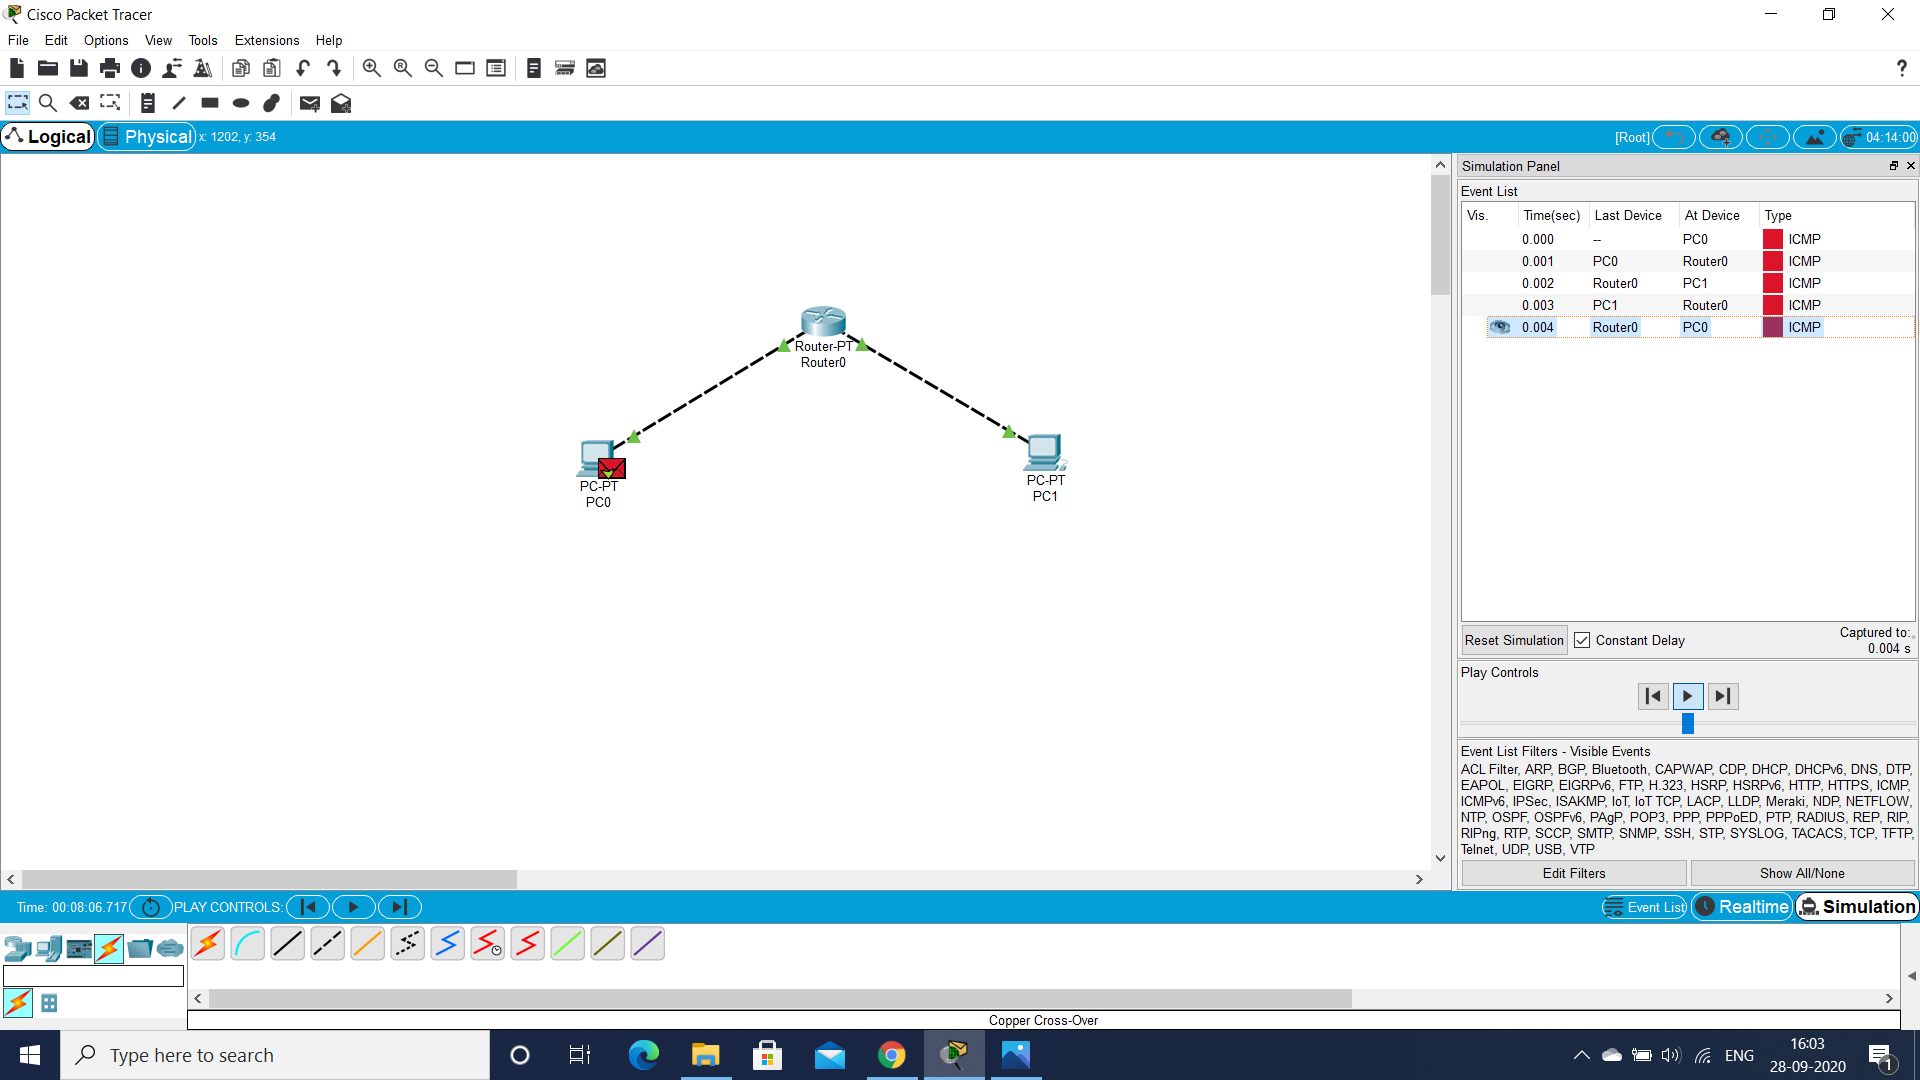 Cisco Packet Tracer
File Edit Options View Tools Extensions Help
?
Logical Physical x: 1202, y: 354 [Root] 04:14:00
Router-PT
Router0
PC-PT
PC0
PC-PT
PC1
Simulation Panel
Event List
Vis. Time(sec) Last Device At Device Type
0.000 -- PC0 ICMP
0.001 PC0 Router0 ICMP
0.002 Router0 PC1 ICMP
0.003 PC1 Router0 ICMP
0.004 Router0 PC0 ICMP
Reset Simulation Constant Delay Captured to:
0.004 s
Play Controls
Event List Filters - Visible Events
ACL Filter, ARP, BGP, Bluetooth, CAPWAP, CDP, DHCP, DHCPv6, DNS, DTP,
EAPOL, EIGRP, EIGRPv6, FTP, H.323, HSRP, HSRPv6, HTTP, HTTPS, ICMP,
ICMPv6, IPSec, ISAKMP, IoT, IoT TCP, LACP, LLDP, Meraki, NDP, NETFLOW,
NTP, OSPF, OSPFv6, PAgP, POP3, PPP, PPPoED, PTP, RADIUS, REP, RIP,
RIPng, RTP, SCCP, SMTP, SNMP, SSH, STP, SYSLOG, TACACS, TCP, TFTP,
Telnet, UDP, USB, VTP
Edit Filters Show All/None
Time: 00:08:06.717 PLAY CONTROLS: Event List Realtime Simulation
Copper Cross-Over
Type here to search
ENG
16:03
28-09-2020
1